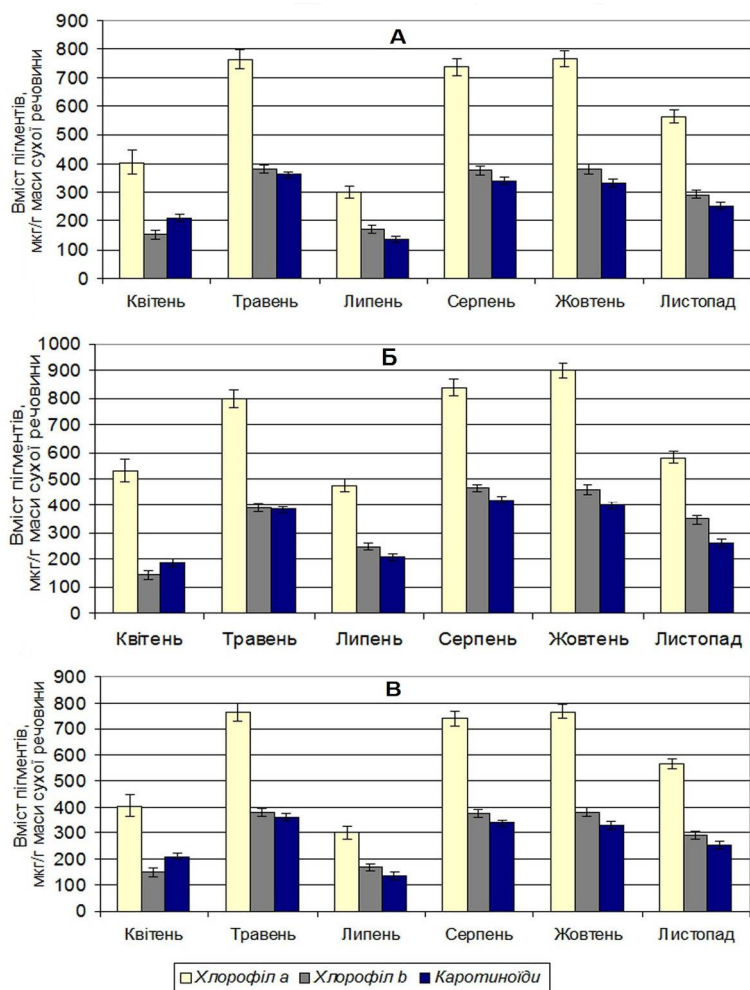 А
Вміст пігментів,
мкг/г маси сухої речовини
900
800
700
600
500
400
300
200
100
0
Квітень Травень Липень Серпень Жовтень Листопад
Б
Вміст пігментів,
мкг/г маси сухої речовини
1000
900
800
700
600
500
400
300
200
100
0
Квітень Травень Липень Серпень Жовтень Листопад
В
Вміст пігментів,
мкг/г маси сухої речовини
900
800
700
600
500
400
300
200
100
0
Квітень Травень Липень Серпень Жовтень Листопад
Хлорофіл a Хлорофіл b Каротиноїди